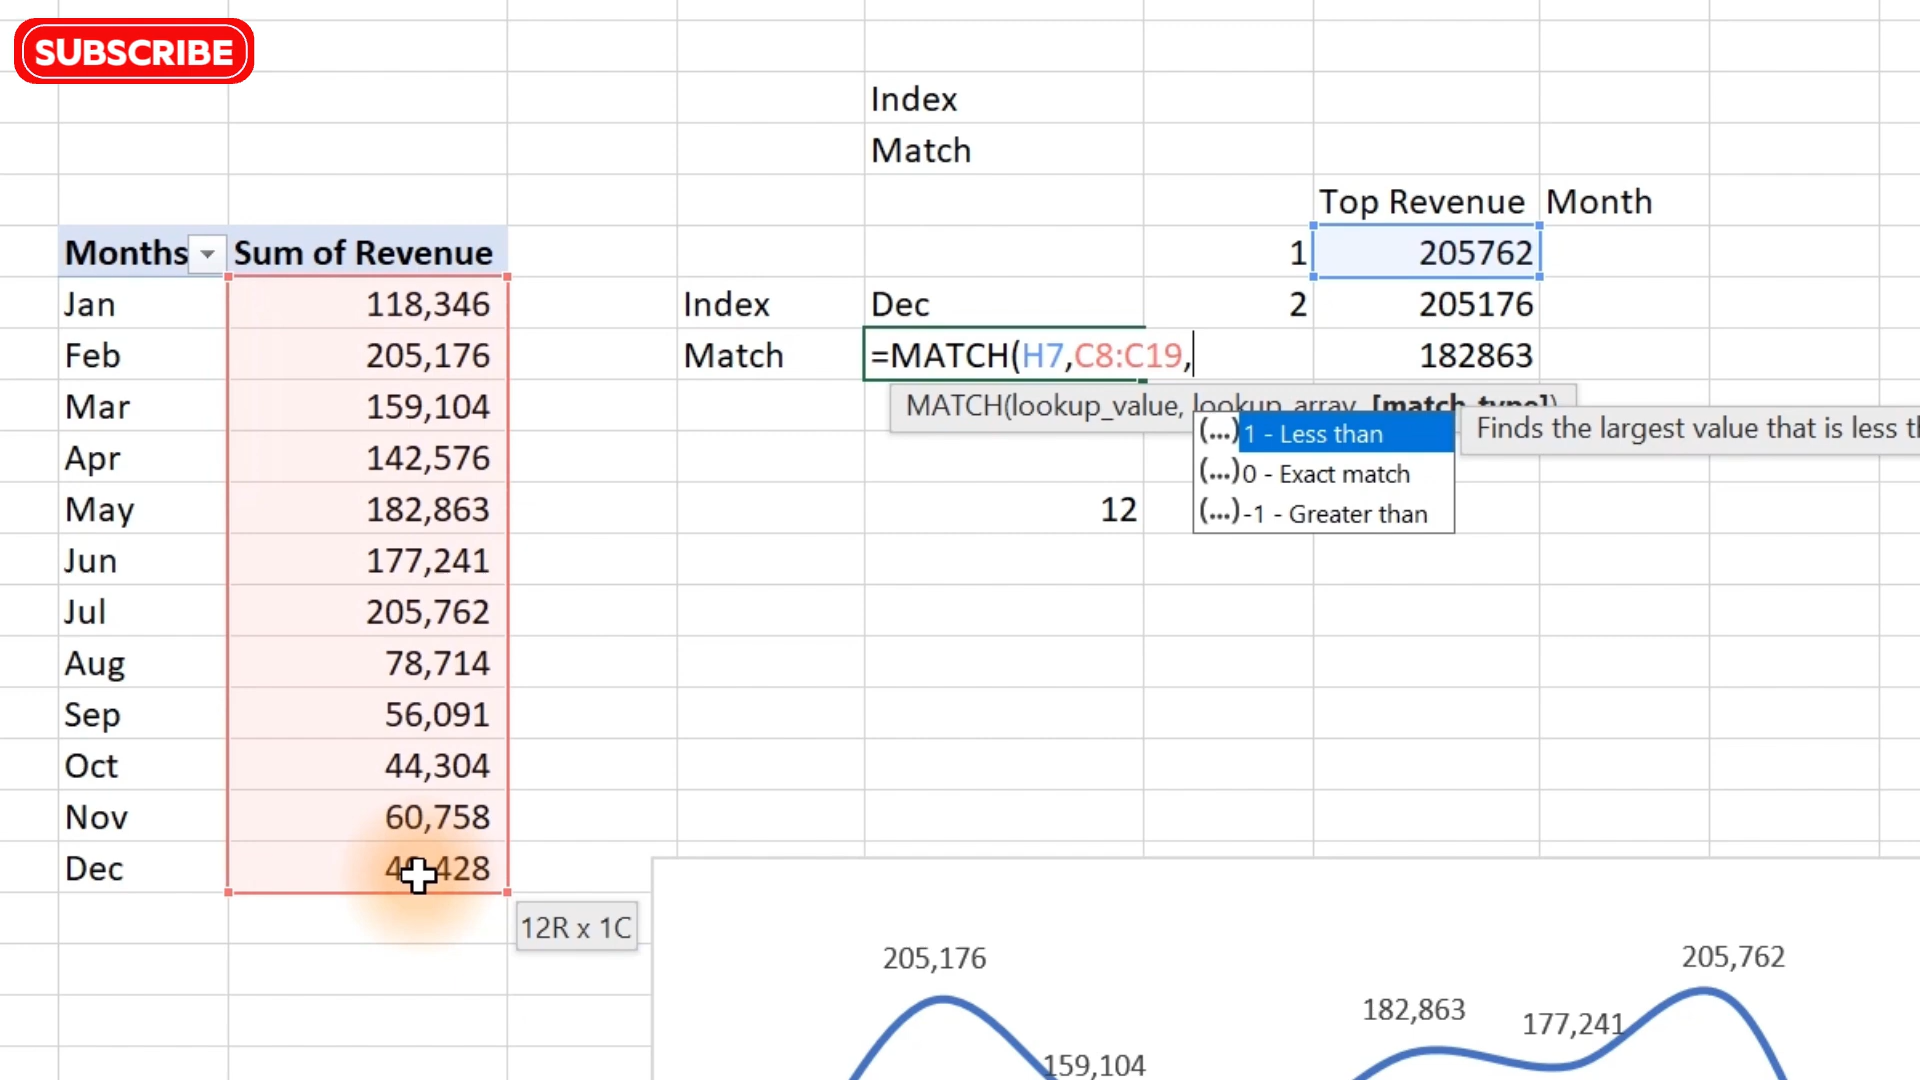 SUBSCRIBE
Index
Match
Top Revenue Month
Months Sum of Revenue 1 205762
Jan 118,346 Index Dec 2 205176
Feb 205,176 Match =MATCH(H7,C8:C19, 182863
Mar 159,104 MATCH(lookup_value, lookup_array, [match_type])
(...) 1 - Less than Finds the largest value that is less
Apr 142,576 (...) 0 - Exact match
May 182,863 12 (...) -1 - Greater than
Jun 177,241
Jul 205,762
Aug 78,714
Sep 56,091
Oct 44,304
Nov 60,758
Dec
12R x 1C
205,176 205,762
182,863 177,241
159,104